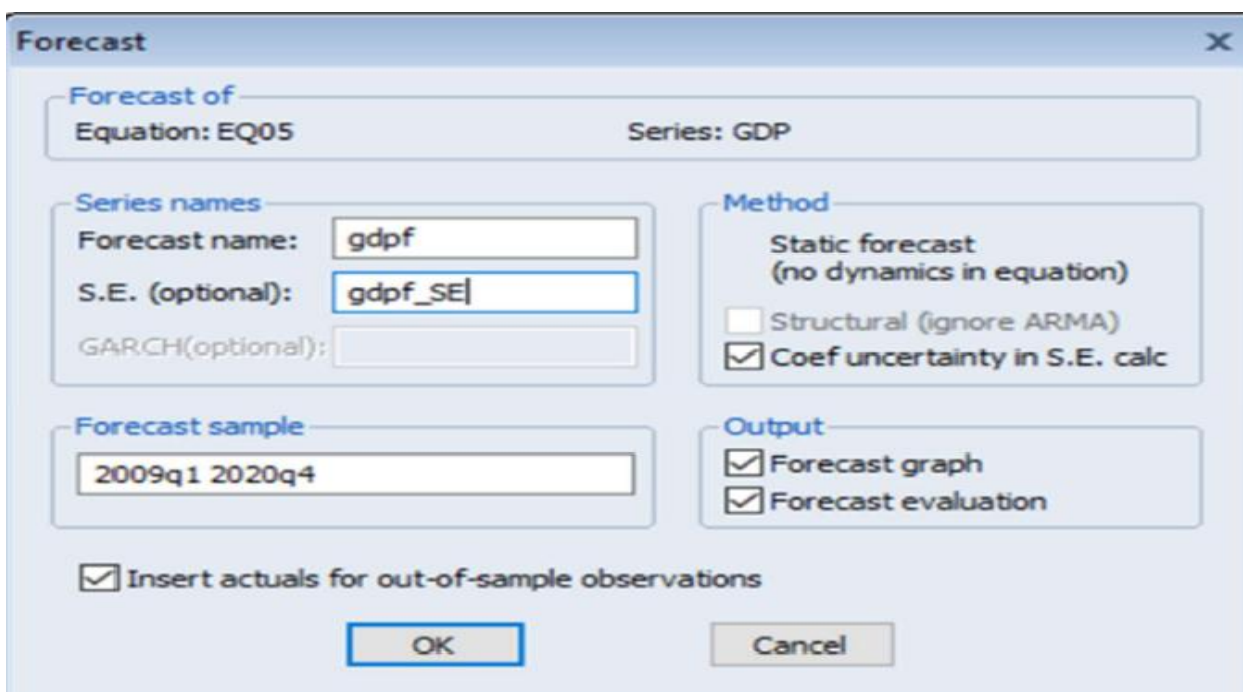 Forecast
Forecast of
Equation: EQ05 Series: GDP
Series names
Forecast name: gdpf
S.E. (optional): gdpf_SE
GARCH(optional):
Method
Static forecast
(no dynamics in equation)
Structural (ignore ARMA)
Coef uncertainty in S.E. calc
Forecast sample
2009q1 2020q4
Output
Forecast graph
Forecast evaluation
Insert actuals for out-of-sample observations
OK Cancel